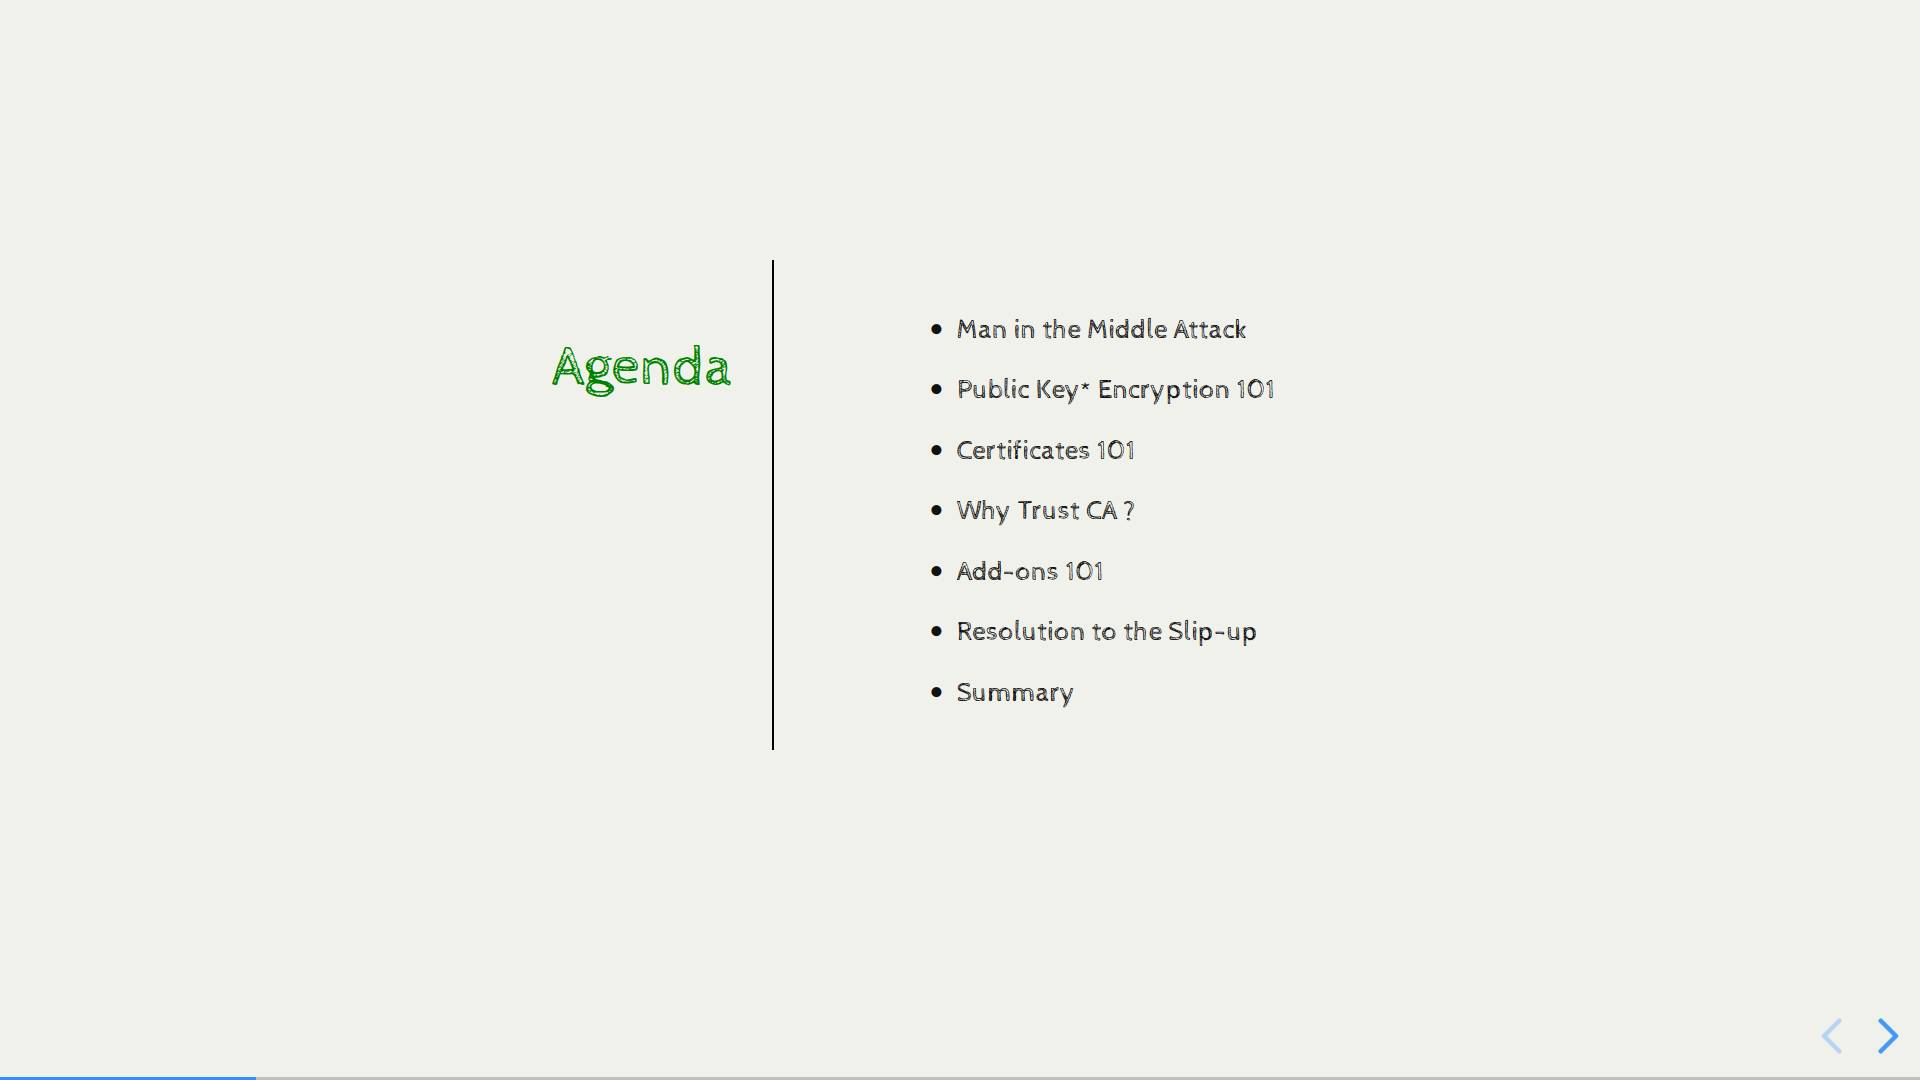 Agenda
Man in the Middle Attack
Public Key* Encryption 101
Certificates 101
Why Trust CA ?
Add-ons 101
Resolution to the Slip-up
Summary